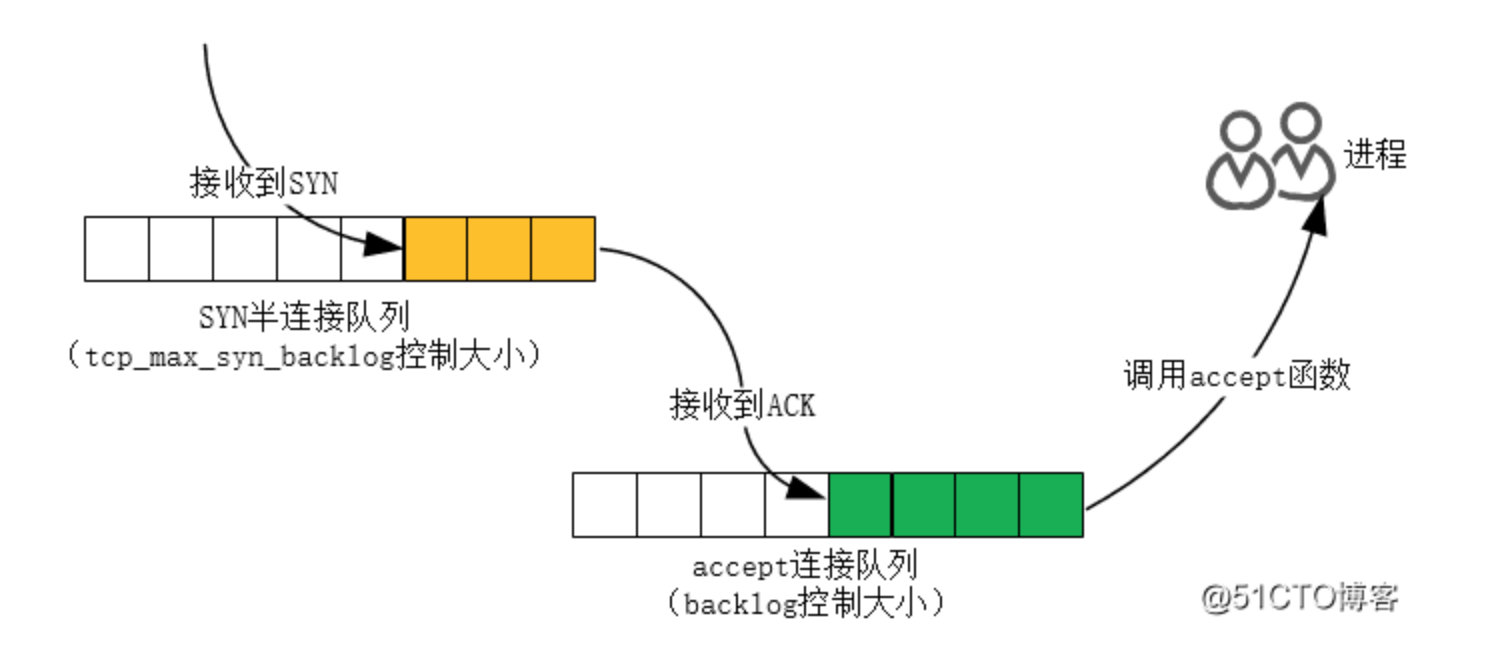 接收到SYN
进程
SYN半连接队列
（tcp_max_syn_backlog控制大小）
调用accept函数
接收到ACK
accept连接队列
（backlog控制大小）
@51CTO博客